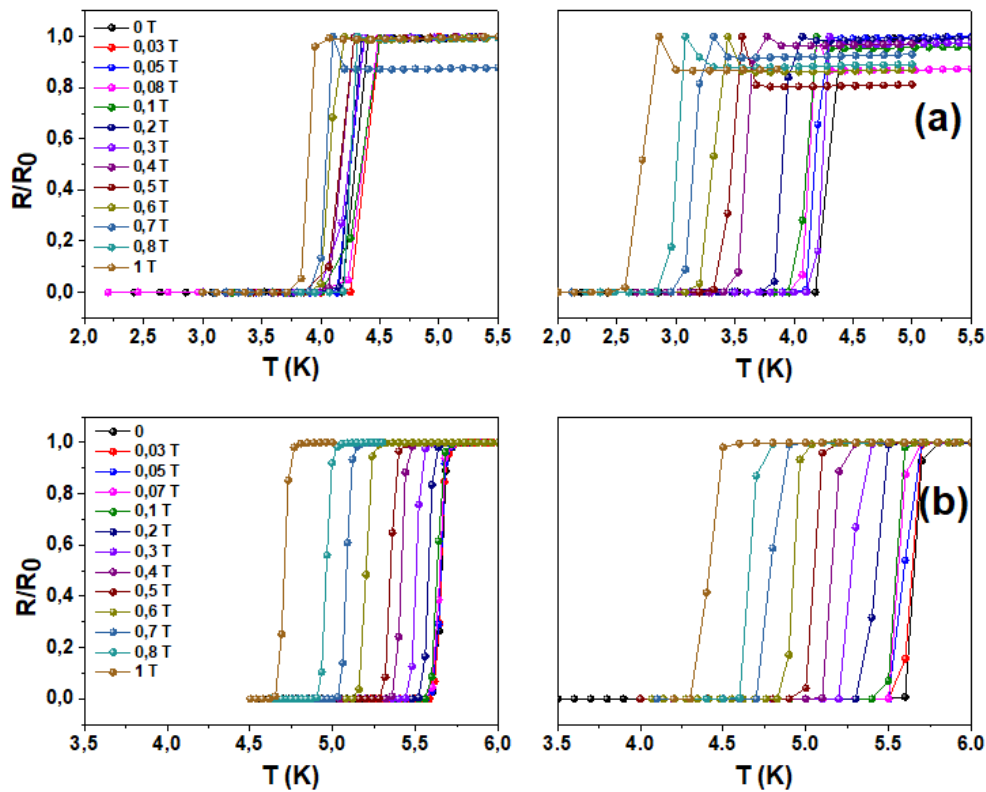 1,0
0,8
0,6
0,4
0,2
0,0
R/R0
0 T
0,03 T
0,05 T
0,08 T
0,1 T
0,2 T
0,3 T
0,4 T
0,5 T
0,6 T
0,7 T
0,8 T
1 T
(a)
2,0 2,5 3,0 3,5 4,0 4,5 5,0 5,5
T (K)
2,0 2,5 3,0 3,5 4,0 4,5 5,0 5,5
T (K)
1,0
0,8
0,6
0,4
0,2
0,0
R/R0
0
0,03 T
0,05 T
0,07 T
0,1 T
0,2 T
0,3 T
0,4 T
0,5 T
0,6 T
0,7 T
0,8 T
1 T
(b)
3,5 4,5 5,0 5,5 6,0
T (K)
3,5 4,0 4,5 5,0 5,5 6,0
T (K)